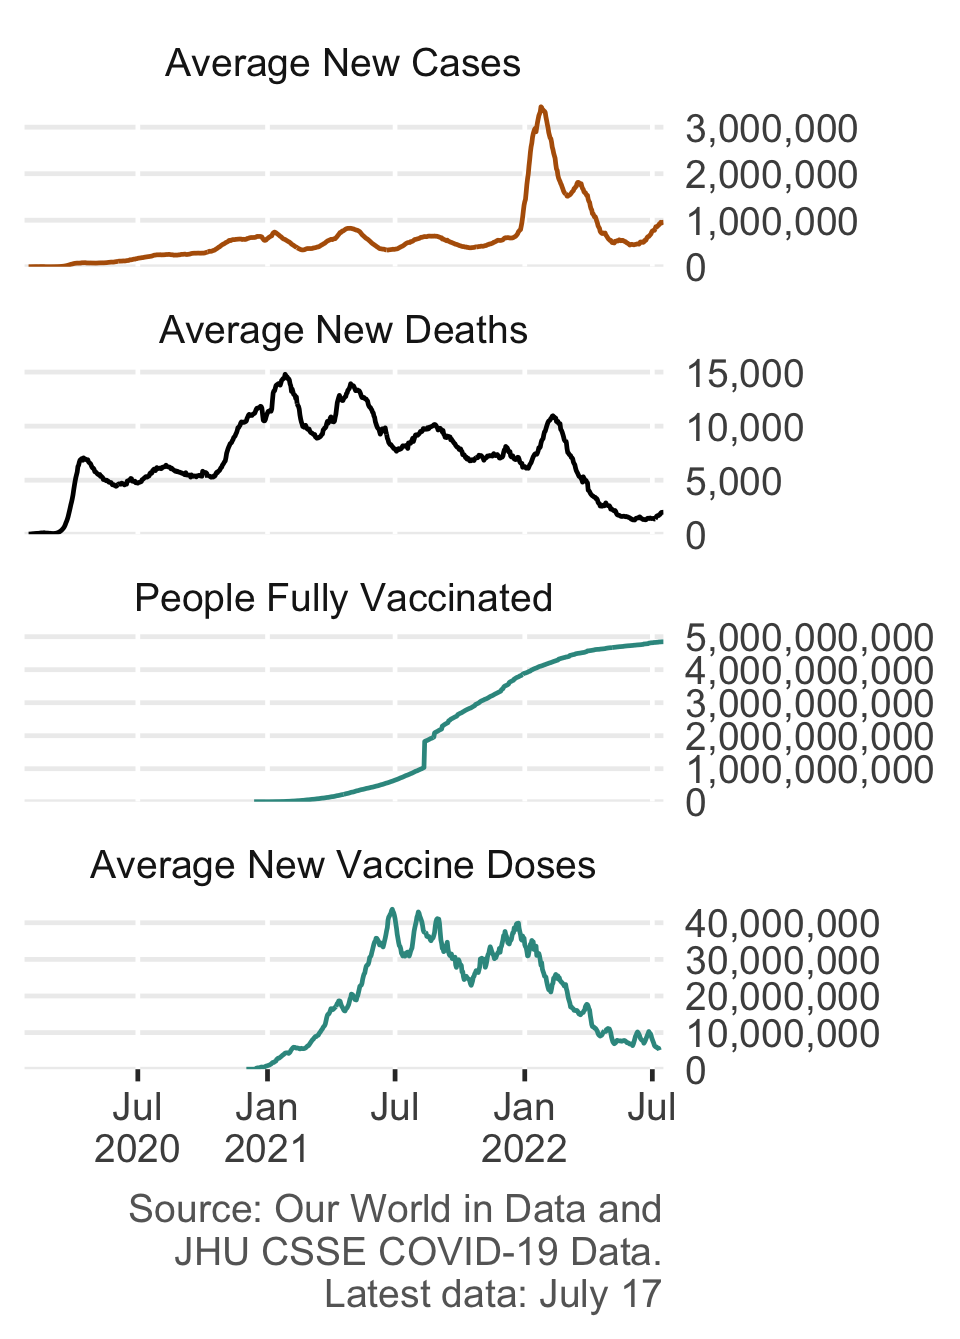 Average New Cases
3,000,000
2,000,000
1,000,000
0
Average New Deaths
15,000
10,000
5,000
0
People Fully Vaccinated
5,000,000,000
4,000,000,000
3,000,000,000
2,000,000,000
1,000,000,000
0
Average New Vaccine Doses
40,000,000
30,000,000
20,000,000
10,000,000
0
Jul Jan Jul Jan Jul
2020 2021 2022
Source: Our World in Data and
JHU CSSE COVID-19 Data.
Latest data: July 17